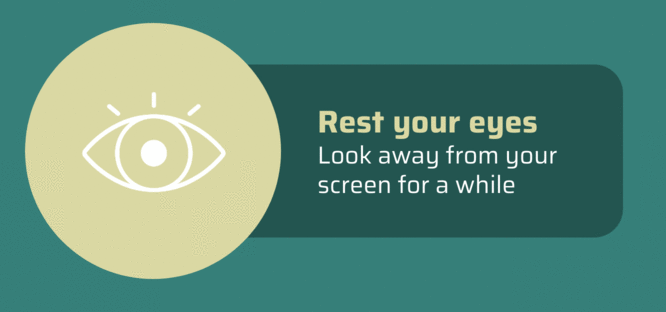 Rest your eyes
Look away from your
screen for a while